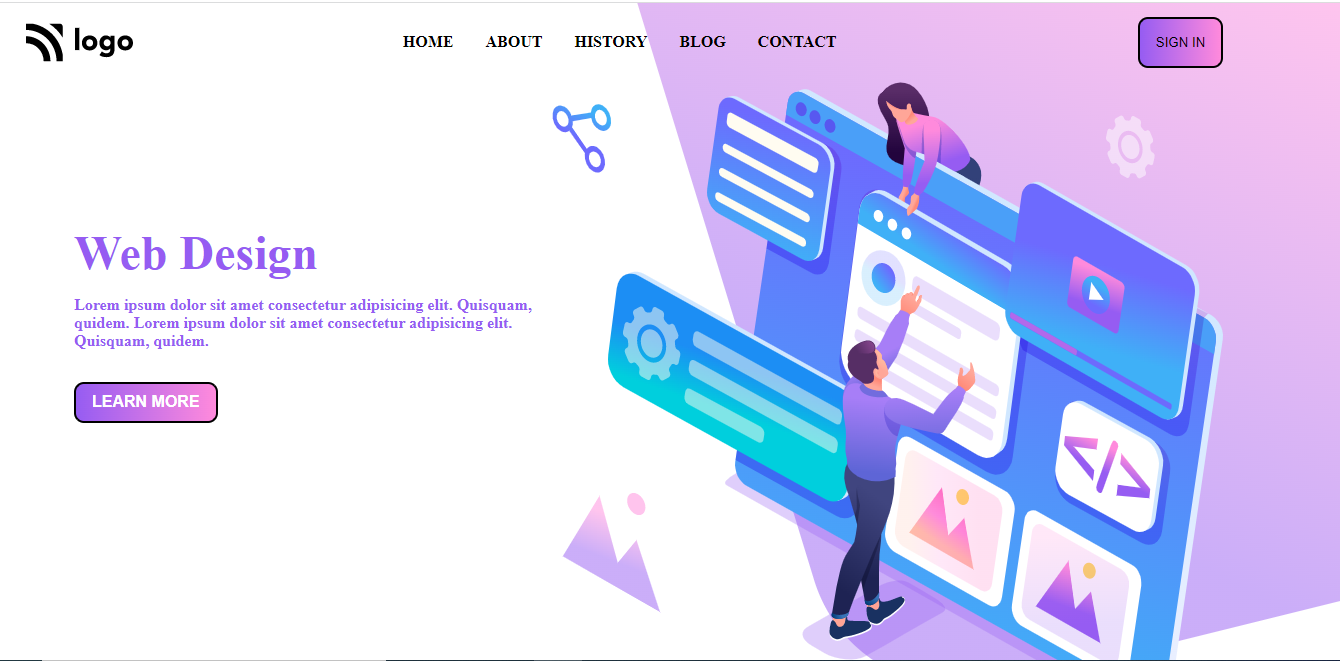 logo
HOME ABOUT HISTORY BLOG CONTACT
SIGN IN
Web Design
Lorem ipsum dolor sit amet consectetur adipisicing elit. Quisquam,
quidem. Lorem ipsum dolor sit amet consectetur adipisicing elit.
Quisquam, quidem.
LEARN MORE
</>